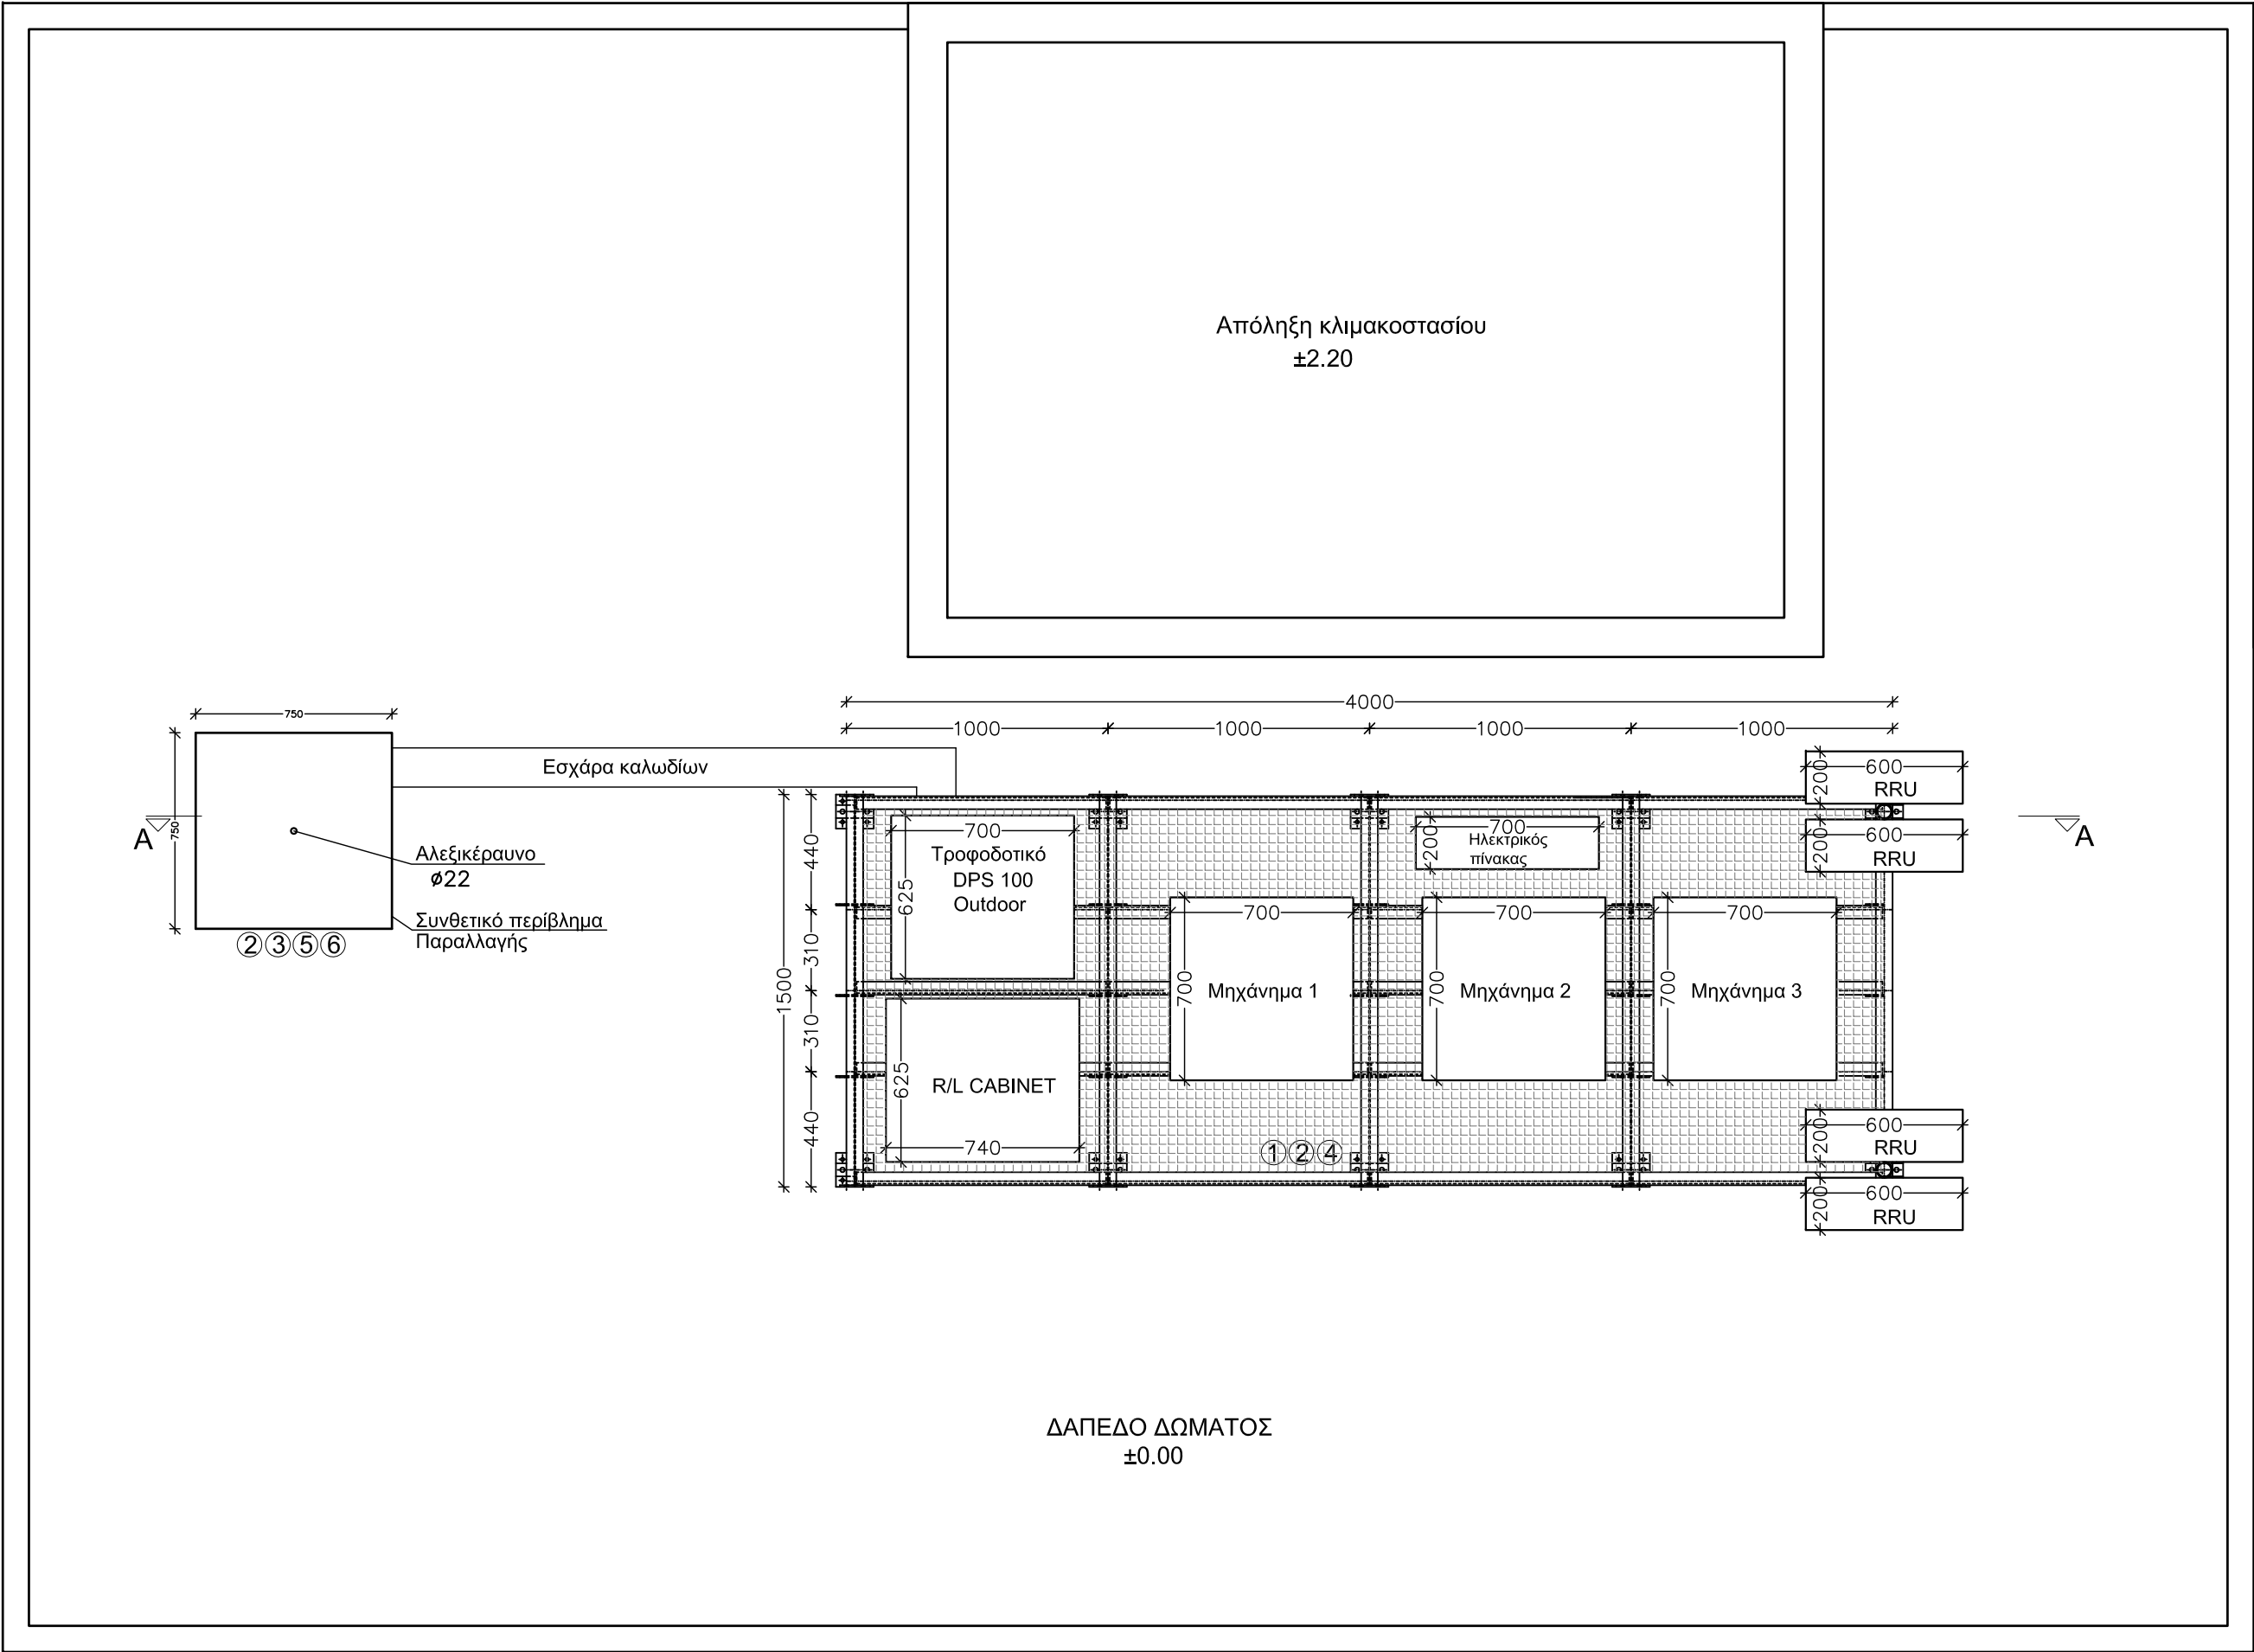 Απόληξη κλιμακοστασίου
±2.20
4000
1000
1000
1000
1000
750
750
Εσχάρα καλωδίων
A
A
Αλεξικέραυνο
ø22
Συνθετικό περίβλημα
Παραλλαγής
②③⑤⑥
1500
440
310
310
440
700
625
Τροφοδοτικό
DPS 100
Outdoor
625
R/L CABINET
740
700
700
Μηχάνημα 1
700
200
Ηλεκτρικός
πίνακας
700
700
Μηχάνημα 2
700
700
Μηχάνημα 3
①②④
600
200
RRU
600
200
RRU
600
200
RRU
600
200
RRU
ΔΑΠΕΔΟ ΔΩΜΑΤΟΣ
±0.00